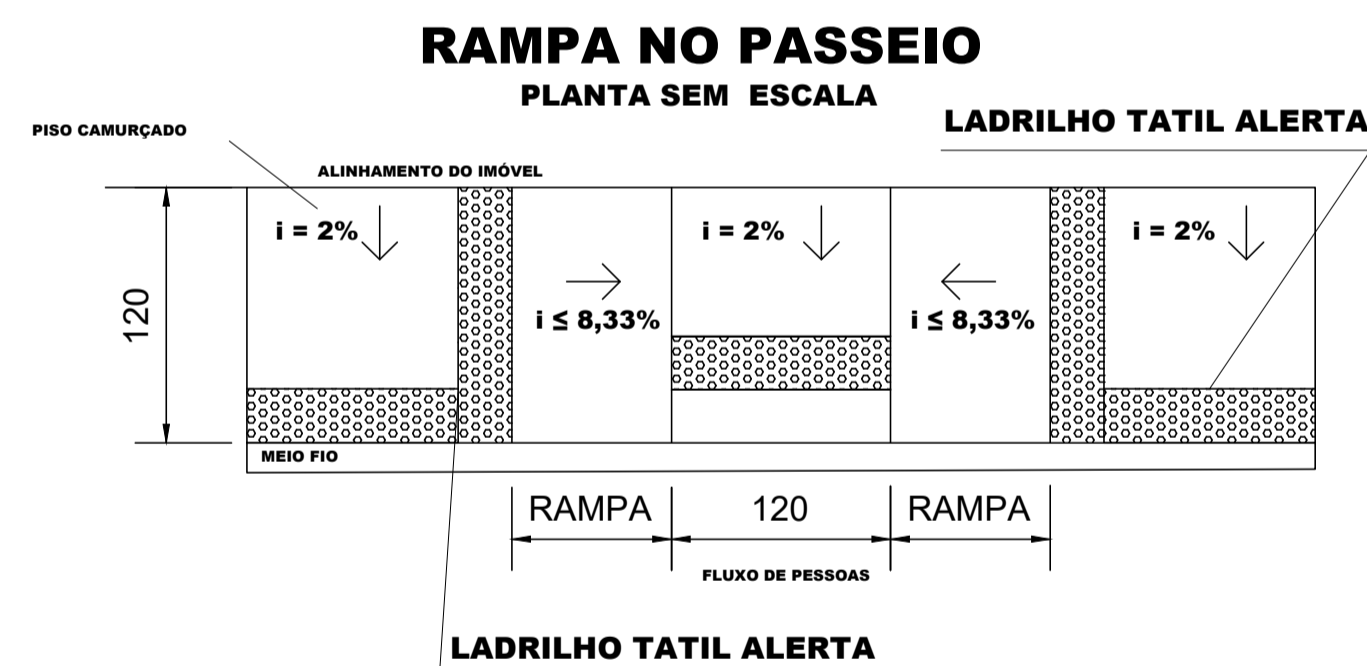 RAMPA NO PASSEIO
PLANTA SEM ESCALA
LADRILHO TATIL ALERTA
PISO CAMURÇADO
ALINHAMENTO DO IMÓVEL
i = 2%
i = 2%
i = 2%
120
i ≤ 8,33%
i ≤ 8,33%
MEIO FIO
RAMPA
120
RAMPA
FLUXO DE PESSOAS
LADRILHO TATIL ALERTA